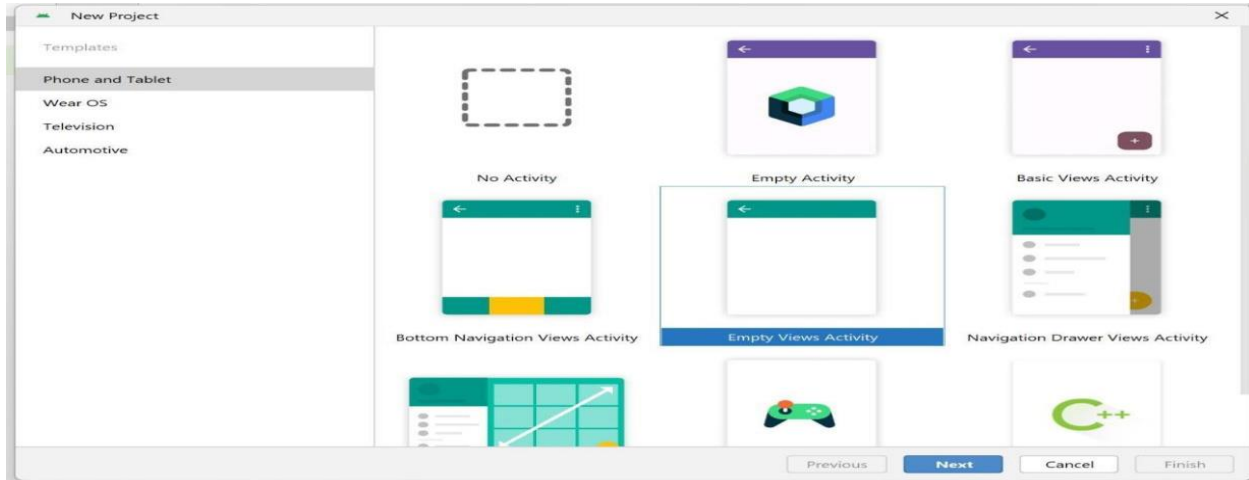 New Project
Templates
Phone and Tablet
Wear OS
Television
Automotive
No Activity
Empty Activity
Basic Views Activity
Bottom Navigation Views Activity
Empty Views Activity
Navigation Drawer Views Activity
C++
Previous
Next
Cancel
Finish